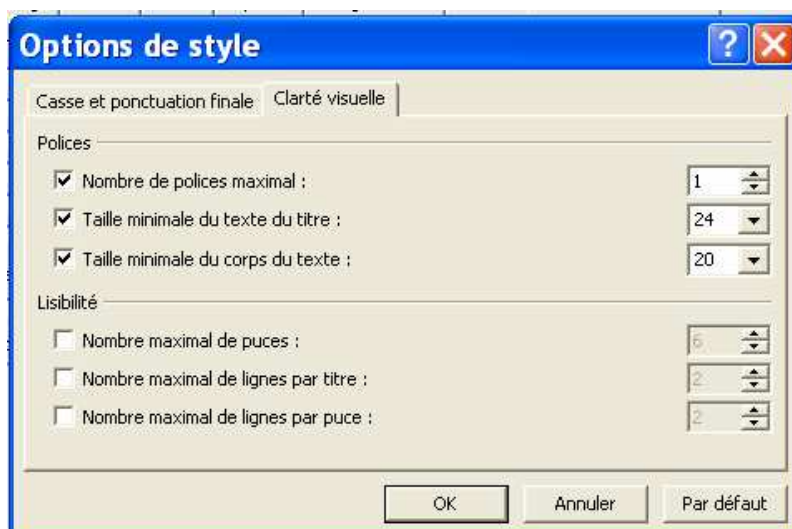 Options de style
Casse et ponctuation finale Clarté visuelle
Polices
Nombre de polices maximal : 1
Taille minimale du texte du titre : 24
Taille minimale du corps du texte : 20
Lisibilité
Nombre maximal de puces : 6
Nombre maximal de lignes par titre : 2
Nombre maximal de lignes par puce : 2
OK Annuler Par défaut